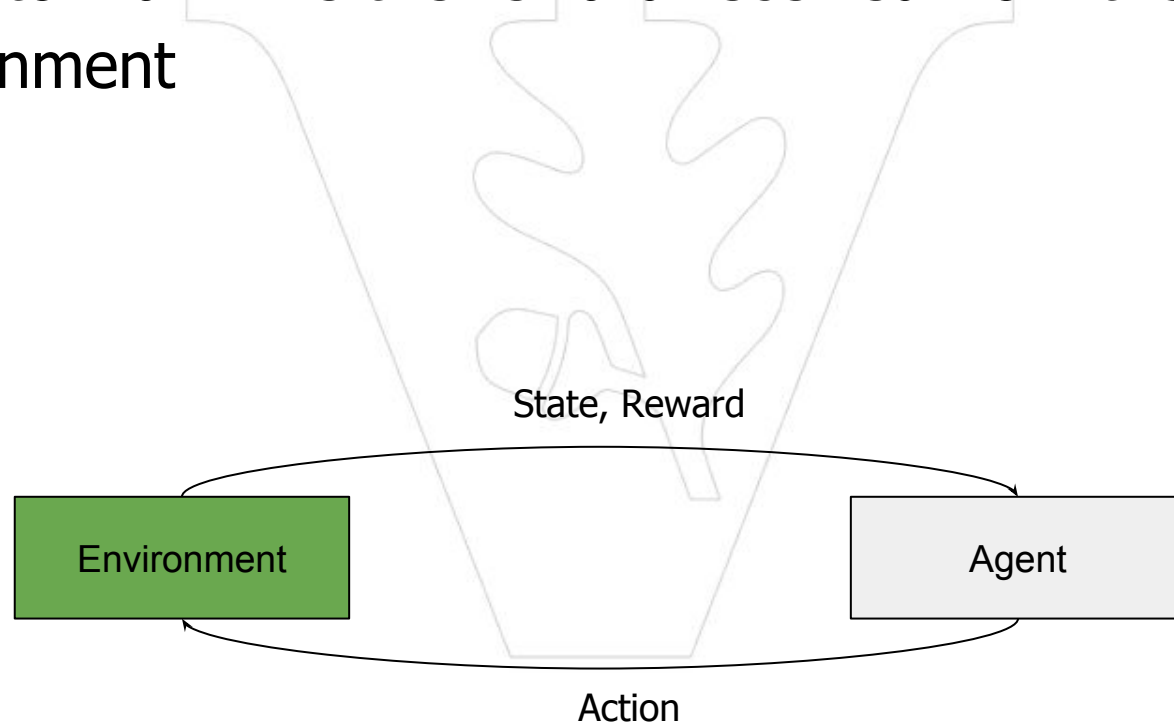 nment
State, Reward
Environment
Agent
Action